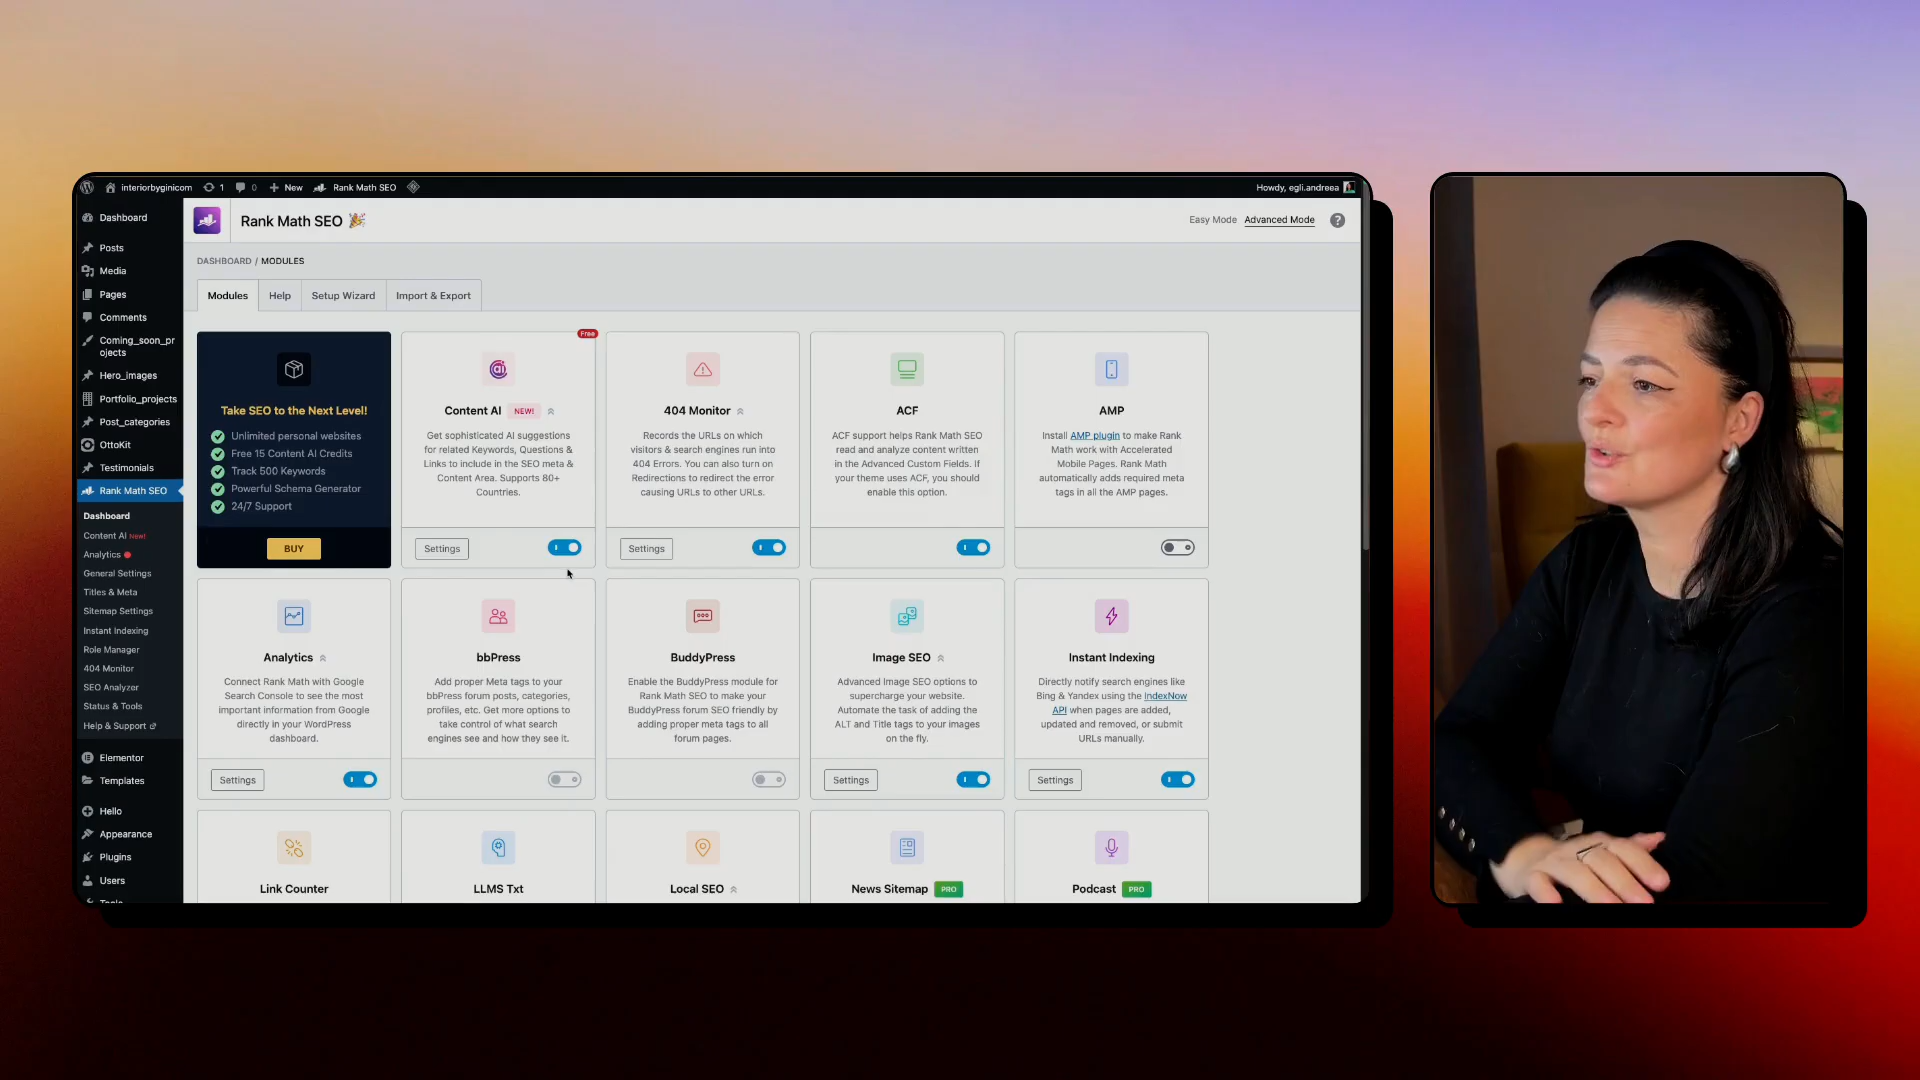 interiorbyginicom 1 0 New Rank Math SEO Howdy, egli.andreea
Dashboard
Posts
Media
Pages
Comments
Coming_soon_pr
ojects
Hero_images
Portfolio_projects
Post_categories
OttoKit
Testimonials
Rank Math SEO
Dashboard
Content AI New!
Analytics
General Settings
Titles & Meta
Sitemap Settings
Instant Indexing
Role Manager
404 Monitor
SEO Analyzer
Status & Tools
Help & Support
Elementor
Templates
Hello
Appearance
Plugins
Users
Tools
Rank Math SEO
Easy Mode Advanced Mode ?
DASHBOARD / MODULES
Modules Help Setup Wizard Import & Export
Take SEO to the Next Level!
Unlimited personal websites
Free 15 Content AI Credits
Track 500 Keywords
Powerful Schema Generator
24/7 Support
BUY
Free
ai
Content AI NEW!
Get sophisticated AI suggestions
for related Keywords, Questions &
Links to include in the SEO meta &
Content Area. Supports 80+
Countries.
Settings
404 Monitor
Records the URLs on which
visitors & search engines run into
404 Errors. You can also turn on
Redirections to redirect the error
causing URLs to other URLs.
Settings
ACF
ACF support helps Rank Math SEO
read and analyze content written
in the Advanced Custom Fields. If
your theme uses ACF, you should
enable this option.
AMP
Install AMP plugin to make Rank
Math work with Accelerated
Mobile Pages. Rank Math
automatically adds required meta
tags in all the AMP pages.
Analytics
Connect Rank Math with Google
Search Console to see the most
important information from Google
directly in your WordPress
dashboard.
Settings
bbPress
Add proper Meta tags to your
bbPress forum posts, categories,
profiles, etc. Get more options to
take control of what search
engines see and how they see it.
BuddyPress
Enable the BuddyPress module for
Rank Math SEO to make your
BuddyPress forum SEO friendly by
adding proper meta tags to all
forum pages.
Image SEO
Advanced Image SEO options to
supercharge your website.
Automate the task of adding the
ALT and Title tags to your images
on the fly.
Settings
Instant Indexing
Directly notify search engines like
Bing & Yandex using the IndexNow
API when pages are added,
updated and removed, or submit
URLs manually.
Settings
Link Counter
LLMS Txt
Local SEO
News Sitemap PRO
Podcast PRO